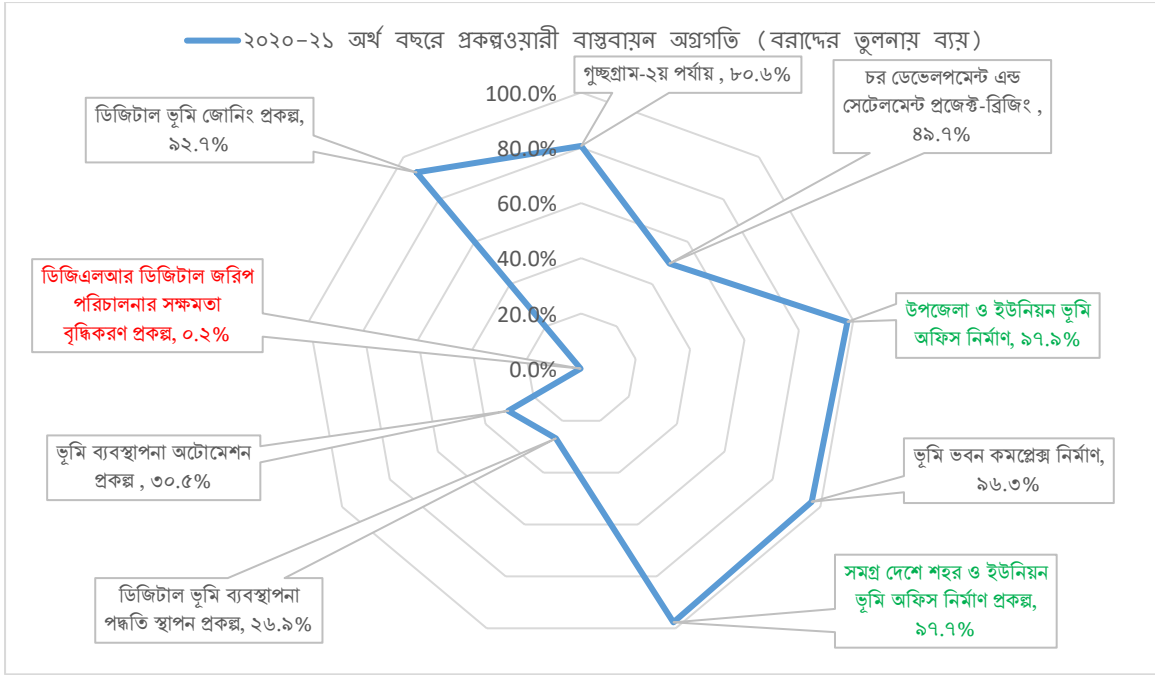 ২০২০-২১ অর্থ বছরে প্রকল্পওয়ারী বাস্তবায়ন অগ্রগতি (বরাদ্দের তুলনায় ব্যয়)
গুচ্ছগ্রাম-২য় পর্যায় , ৮০.৬%
চর ডেভেলপমেন্ট এন্ড
সেটেলমেন্ট প্রজেক্ট-ব্রিজিং ,
৪৯.৭%
উপজেলা ও ইউনিয়ন ভূমি
অফিস নির্মাণ, ৯৭.৯%
ভূমি ভবন কমপ্লেক্স নির্মাণ,
৯৬.৩%
সমগ্র দেশে শহর ও ইউনিয়ন
ভূমি অফিস নির্মাণ প্রকল্প,
৯৭.৭%
ডিজিটাল ভূমি ব্যবস্থাপনা
পদ্ধতি স্থাপন প্রকল্প, ২৬.৯%
ভূমি ব্যবস্থাপনা অটোমেশন
প্রকল্প , ৩০.৫%
ডিজিএলআর ডিজিটাল জরিপ
পরিচালনার সক্ষমতা
বৃদ্ধিকরণ প্রকল্প, ০.২%
ডিজিটাল ভূমি জোনিং প্রকল্প,
৯২.৭%
100.0%
80.0%
60.0%
40.0%
20.0%
0.0%